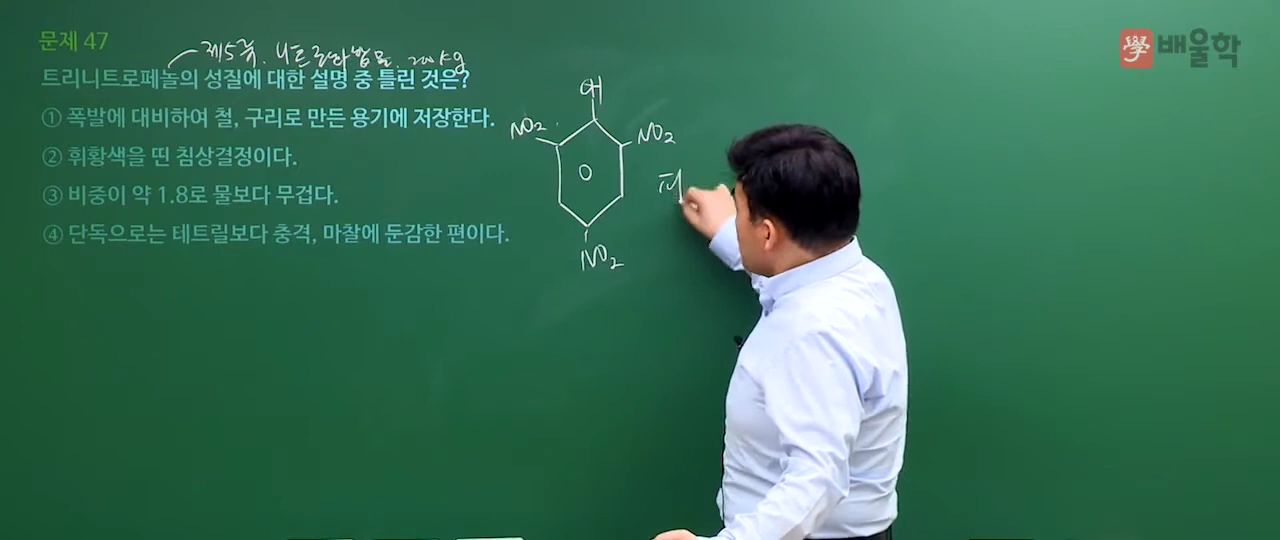 문제 47
學 배울학
제5류. 니트로화합물. 200kg
트리니트로페놀의 성질에 대한 설명 중 틀린 것은?
① 폭발에 대비하여 철, 구리로 만든 용기에 저장한다.
② 휘황색을 띤 침상결정이다.
③ 비중이 약 1.8로 물보다 무겁다.
④ 단독으로는 테트릴보다 충격, 마찰에 둔감한 편이다.
OH
NO2
NO2
피
NO2